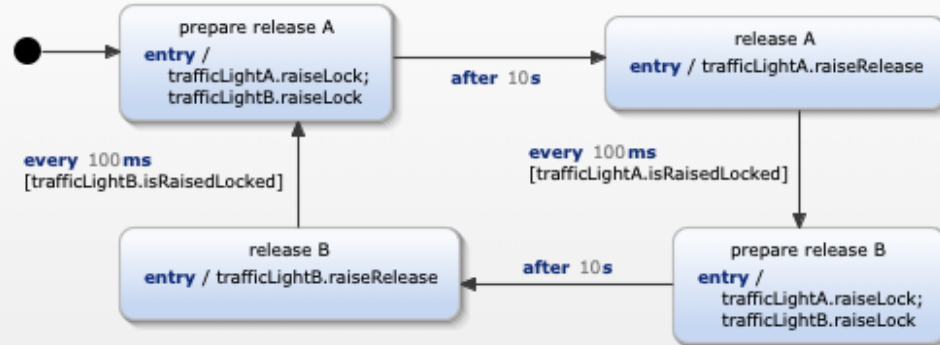 prepare release A
entry /
trafficLightA.raiseLock;
trafficLightB.raiseLock
after 10s
release A
entry / trafficLightA.raiseRelease
every 100ms
[trafficLightB.isRaisedLocked]
every 100ms
[trafficLightA.isRaisedLocked]
release B
entry / trafficLightB.raiseRelease
after 10s
prepare release B
entry /
trafficLightA.raiseLock;
trafficLightB.raiseLock